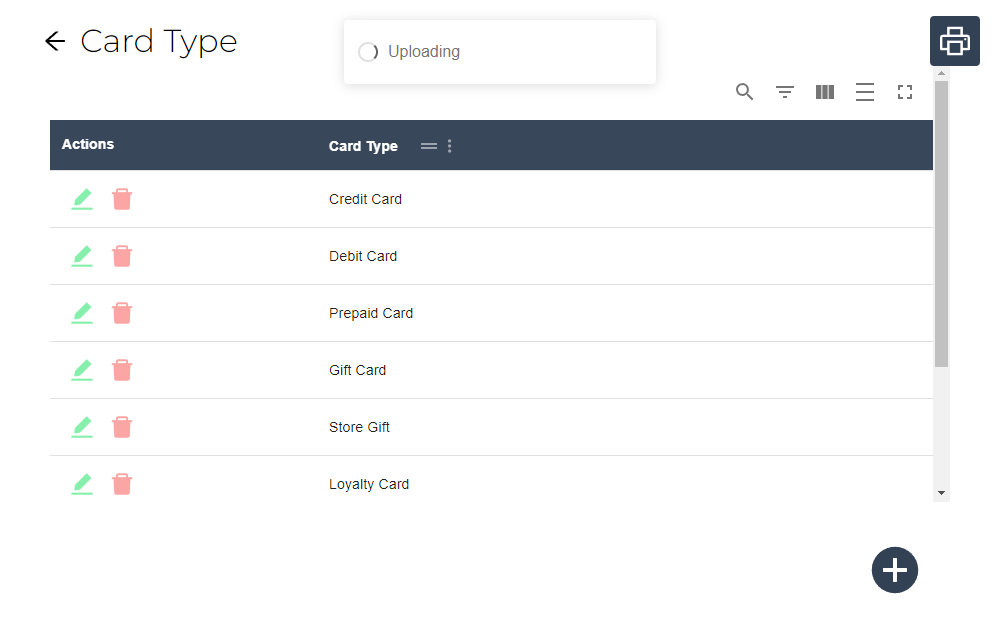 Card Type
Uploading
Actions
Card Type
Credit Card
Debit Card
Prepaid Card
Gift Card
Store Gift
Loyalty Card